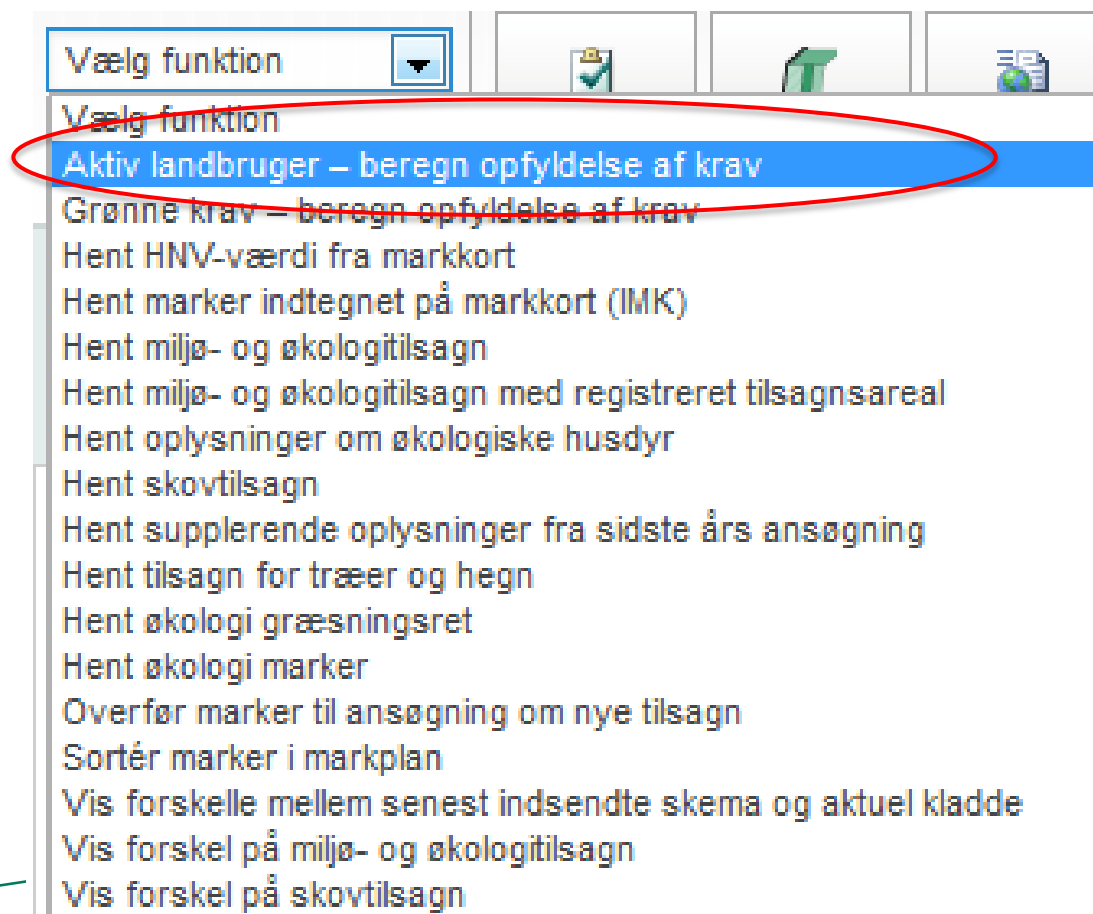 Vælg funktion
Vælg funktion
Aktiv landbruger – beregn opfyldelse af krav
Grønne krav – beregn opfyldelse af krav
Hent HNV-værdi fra markkort
Hent marker indtegnet på markkort (IMK)
Hent miljø- og økologitilsagn
Hent miljø- og økologitilsagn med registreret tilsagnsareal
Hent oplysninger om økologiske husdyr
Hent skovtilsagn
Hent supplerende oplysninger fra sidste års ansøgning
Hent tilsagn for træer og hegn
Hent økologi græsningsret
Hent økologi marker
Overfør marker til ansøgning om nye tilsagn
Sortér marker i markplan
Vis forskelle mellem senest indsendte skema og aktuel kladde
Vis forskel på miljø- og økologitilsagn
Vis forskel på skovtilsagn